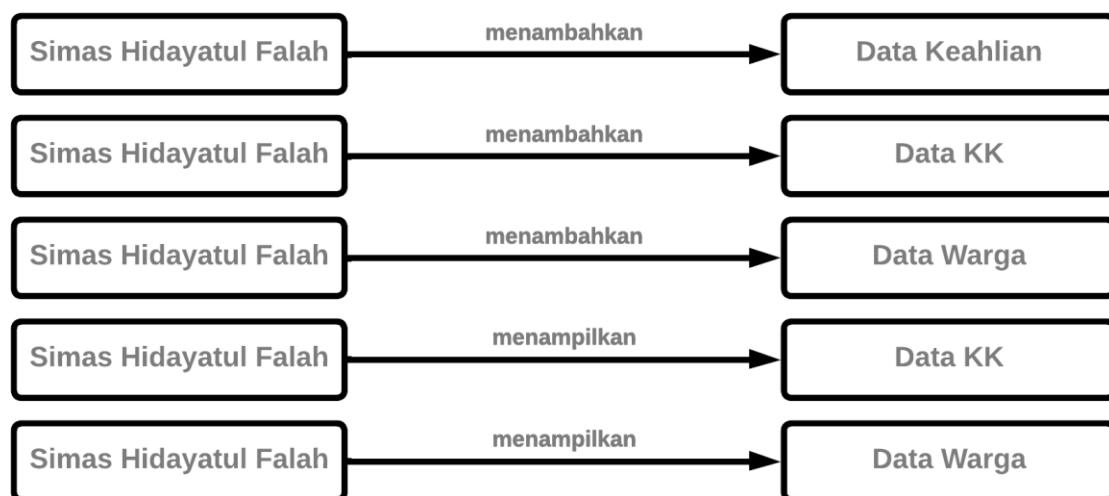 Simas Hidayatul Falah menambahkan Data Keahlian
Simas Hidayatul Falah menambahkan Data KK
Simas Hidayatul Falah menambahkan Data Warga
Simas Hidayatul Falah menampilkan Data KK
Simas Hidayatul Falah menampilkan Data Warga